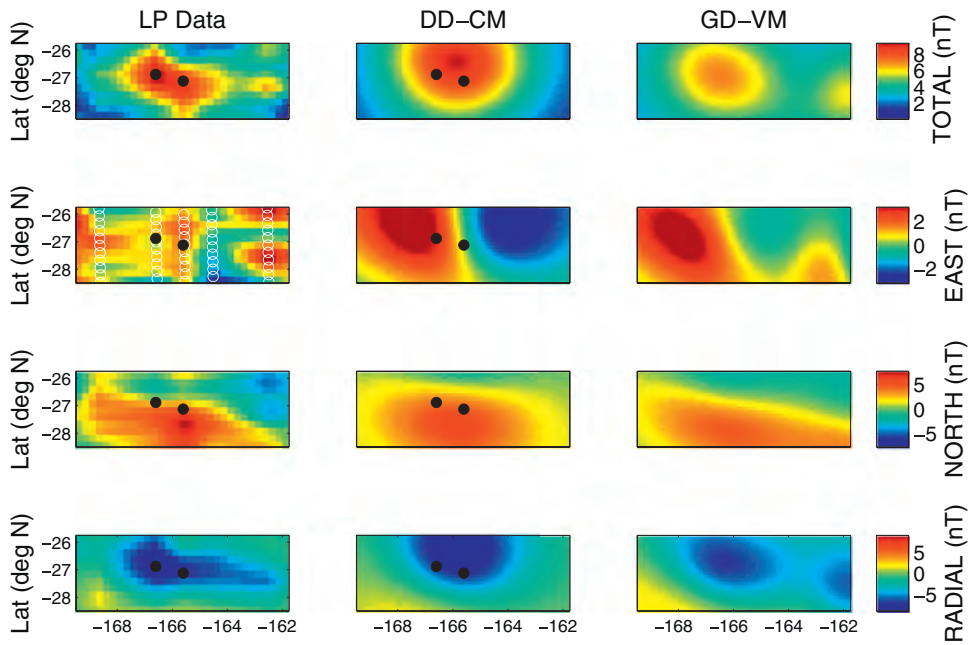 LP Data DD−CM GD−VM
Lat (deg N) −26 −27 −28 8 6 4 2 TOTAL (nT)
Lat (deg N) −26 −27 −28 2 0 −2 EAST (nT)
Lat (deg N) −26 −27 −28 5 0 −5 NORTH (nT)
Lat (deg N) −26 −27 −28 5 0 −5 RADIAL (nT)
−168 −166 −164 −162 −168 −166 −164 −162 −168 −166 −164 −162